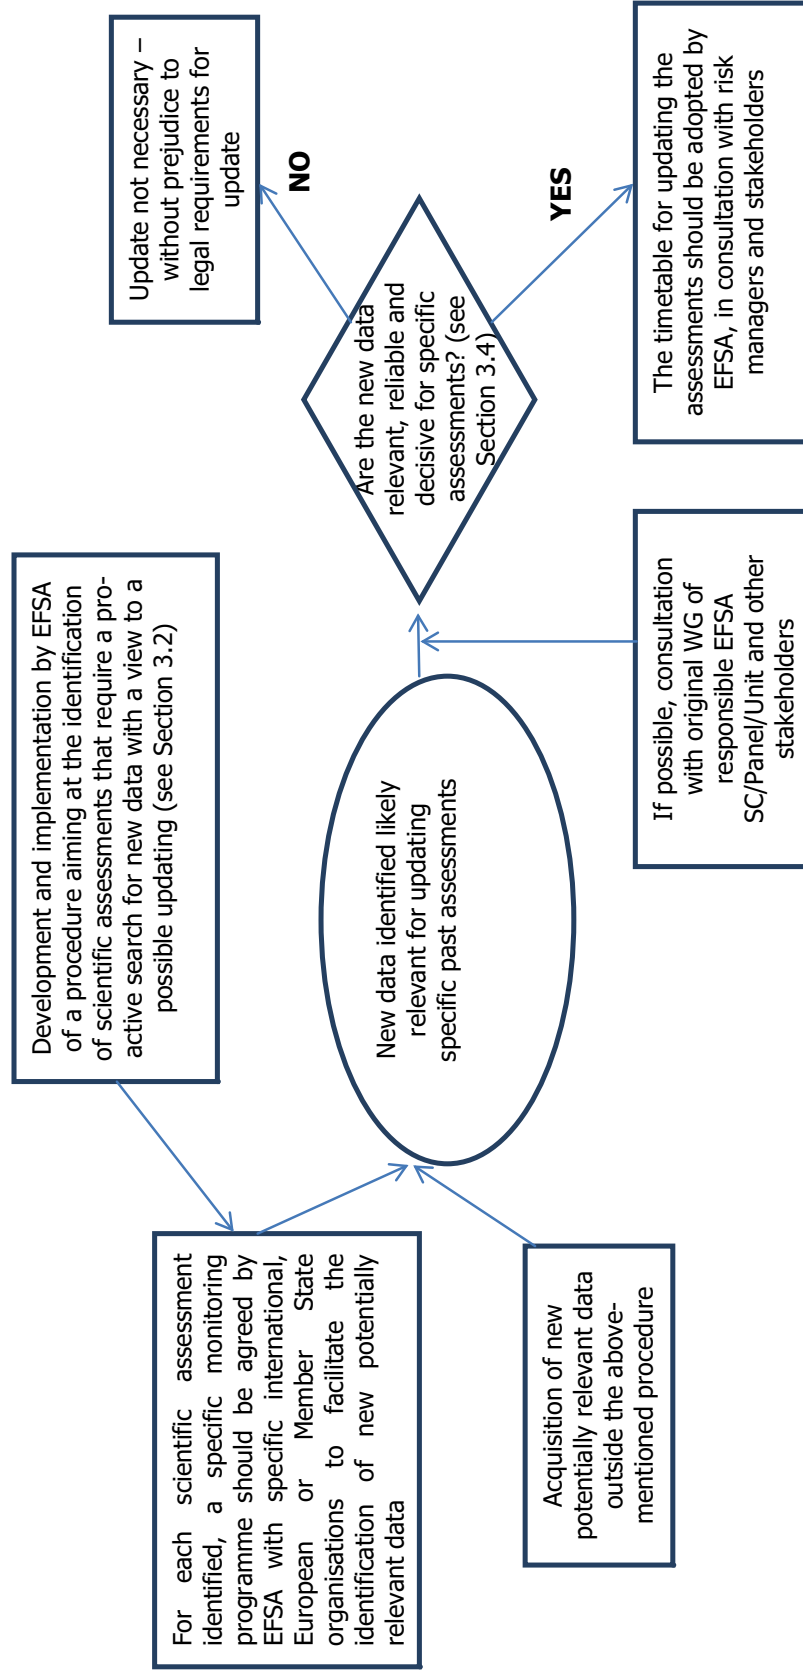 Development and implementation by EFSA
of a procedure aiming at the identification
of scientific assessments that require a pro-
active search for new data with a view to a
possible updating (see Section 3.2)
For each scientific assessment
identified, a specific monitoring
programme should be agreed by
EFSA with specific international,
European or Member State
organisations to facilitate the
identification of new potentially
relevant data
Acquisition of new
potentially relevant data
outside the above-
mentioned procedure
New data identified likely
relevant for updating
specific past assessments
If possible, consultation
with original WG of
responsible EFSA
SC/Panel/Unit and other
stakeholders
Are the new data
relevant, reliable and
decisive for specific
assessments? (see
Section 3.4)
NO
Update not necessary –
without prejudice to
legal requirements for
update
YES
The timetable for updating the
assessments should be adopted by
EFSA, in consultation with risk
managers and stakeholders